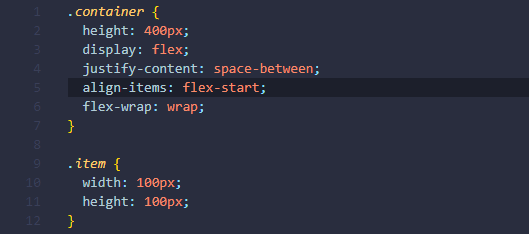 1 .container {
2   height: 400px;
3   display: flex;
4   justify-content: space-between;
5   align-items: flex-start;
6   flex-wrap: wrap;
7 }
8
9 .item {
10   width: 100px;
11   height: 100px;
12 }